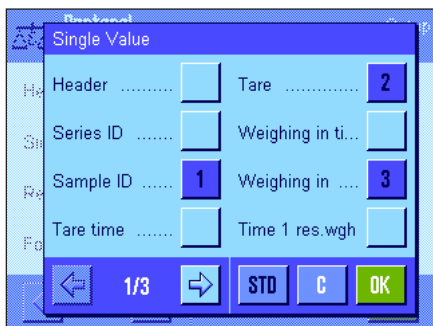 Single Value
Header ..........
Tare .............. 2
Series ID .......
Weighing in ti...
Sample ID ...... 1
Weighing in .... 3
Tare time .......
Time 1 res.wgh
1/3
STD
C
OK